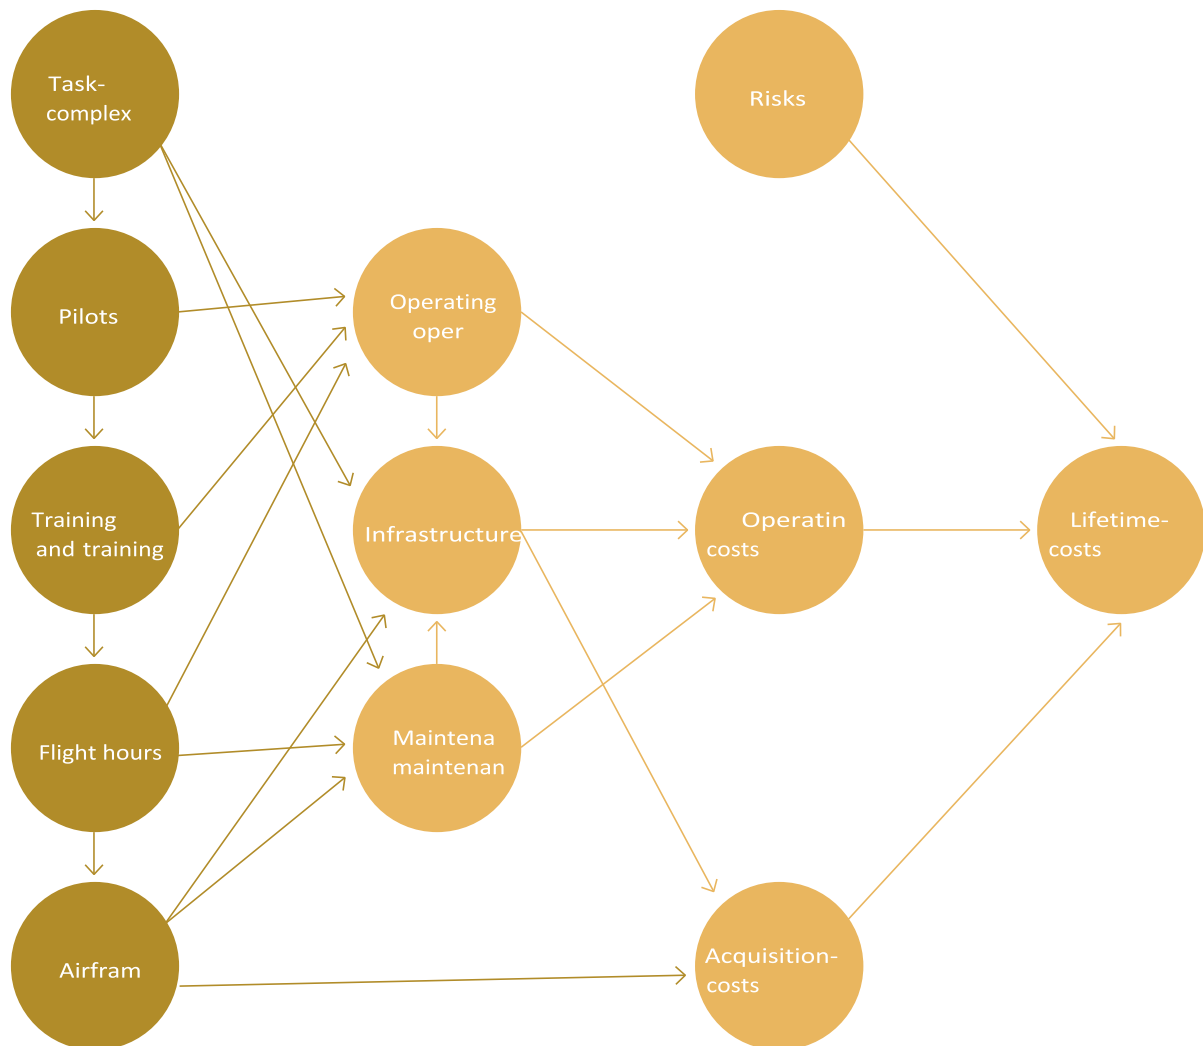 Task-
complex
Risks
Pilots
Operating
oper
Training
and training
Infrastructure
Operatin
costs
Lifetime-
costs
Flight hours
Maintena
maintenan
Airfram
Acquisition-
costs